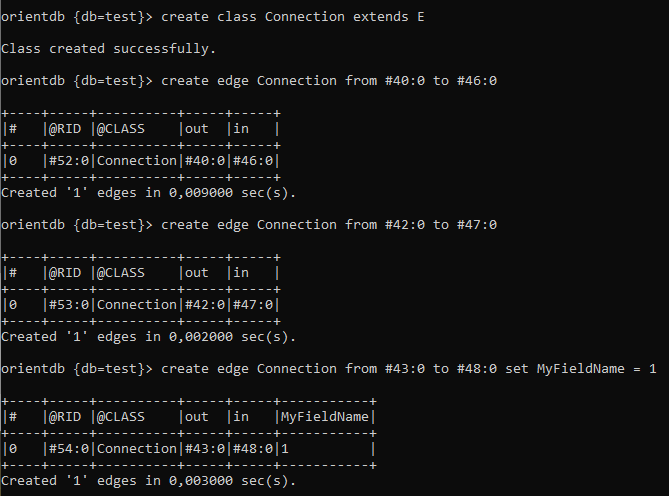 orientdb {db=test}> create class Connection extends E
Class created successfully.
orientdb {db=test}> create edge Connection from #40:0 to #46:0
+----+-----+----------+-----+-----+
|#   |@RID |@CLASS    |out  |in   |
+----+-----+----------+-----+-----+
|0   |#52:0|Connection|#40:0|#46:0|
+----+-----+----------+-----+-----+
Created '1' edges in 0,009000 sec(s).
orientdb {db=test}> create edge Connection from #42:0 to #47:0
+----+-----+----------+-----+-----+
|#   |@RID |@CLASS    |out  |in   |
+----+-----+----------+-----+-----+
|0   |#53:0|Connection|#42:0|#47:0|
+----+-----+----------+-----+-----+
Created '1' edges in 0,002000 sec(s).
orientdb {db=test}> create edge Connection from #43:0 to #48:0 set MyFieldName = 1
+----+-----+----------+-----+-----+-----------+
|#   |@RID |@CLASS    |out  |in   |MyFieldName|
+----+-----+----------+-----+-----+-----------+
|0   |#54:0|Connection|#43:0|#48:0|1          |
+----+-----+----------+-----+-----+-----------+
Created '1' edges in 0,003000 sec(s).